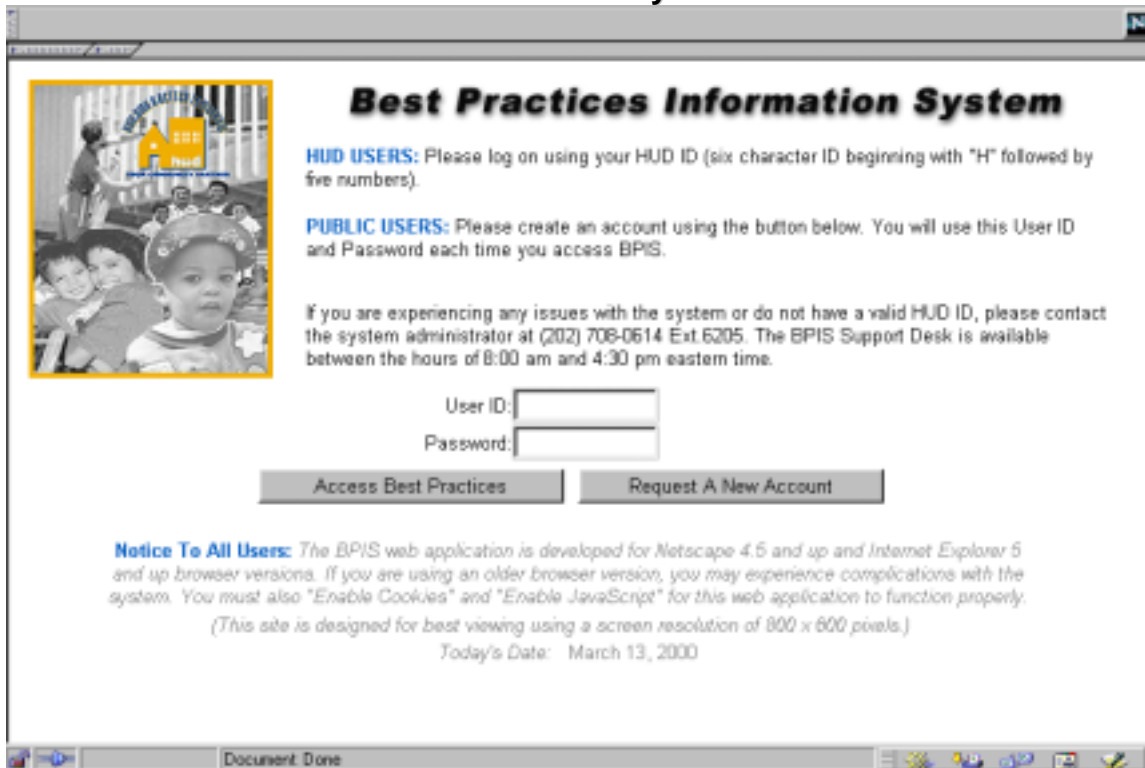 Best Practices Information System
HUD USERS: Please log on using your HUD ID (six character ID beginning with "H" followed by
five numbers).
PUBLIC USERS: Please create an account using the button below. You will use this User ID
and Password each time you access BPIS.
If you are experiencing any issues with the system or do not have a valid HUD ID, please contact
the system administrator at (202) 708-0614 Ext.6205. The BPIS Support Desk is available
between the hours of 8:00 am and 4:30 pm eastern time.
User ID:
Password:
Access Best Practices
Request A New Account
Notice To All Users: The BPIS web application is developed for Netscape 4.5 and up and Internet Explorer 5
and up browser versions. If you are using an older browser version, you may experience complications with the
system. You must also "Enable Cookies" and "Enable JavaScript" for this web application to function properly.
(This site is designed for best viewing using a screen resolution of 800 x 600 pixels.)
Today's Date: March 13, 2000
Document: Done
hud